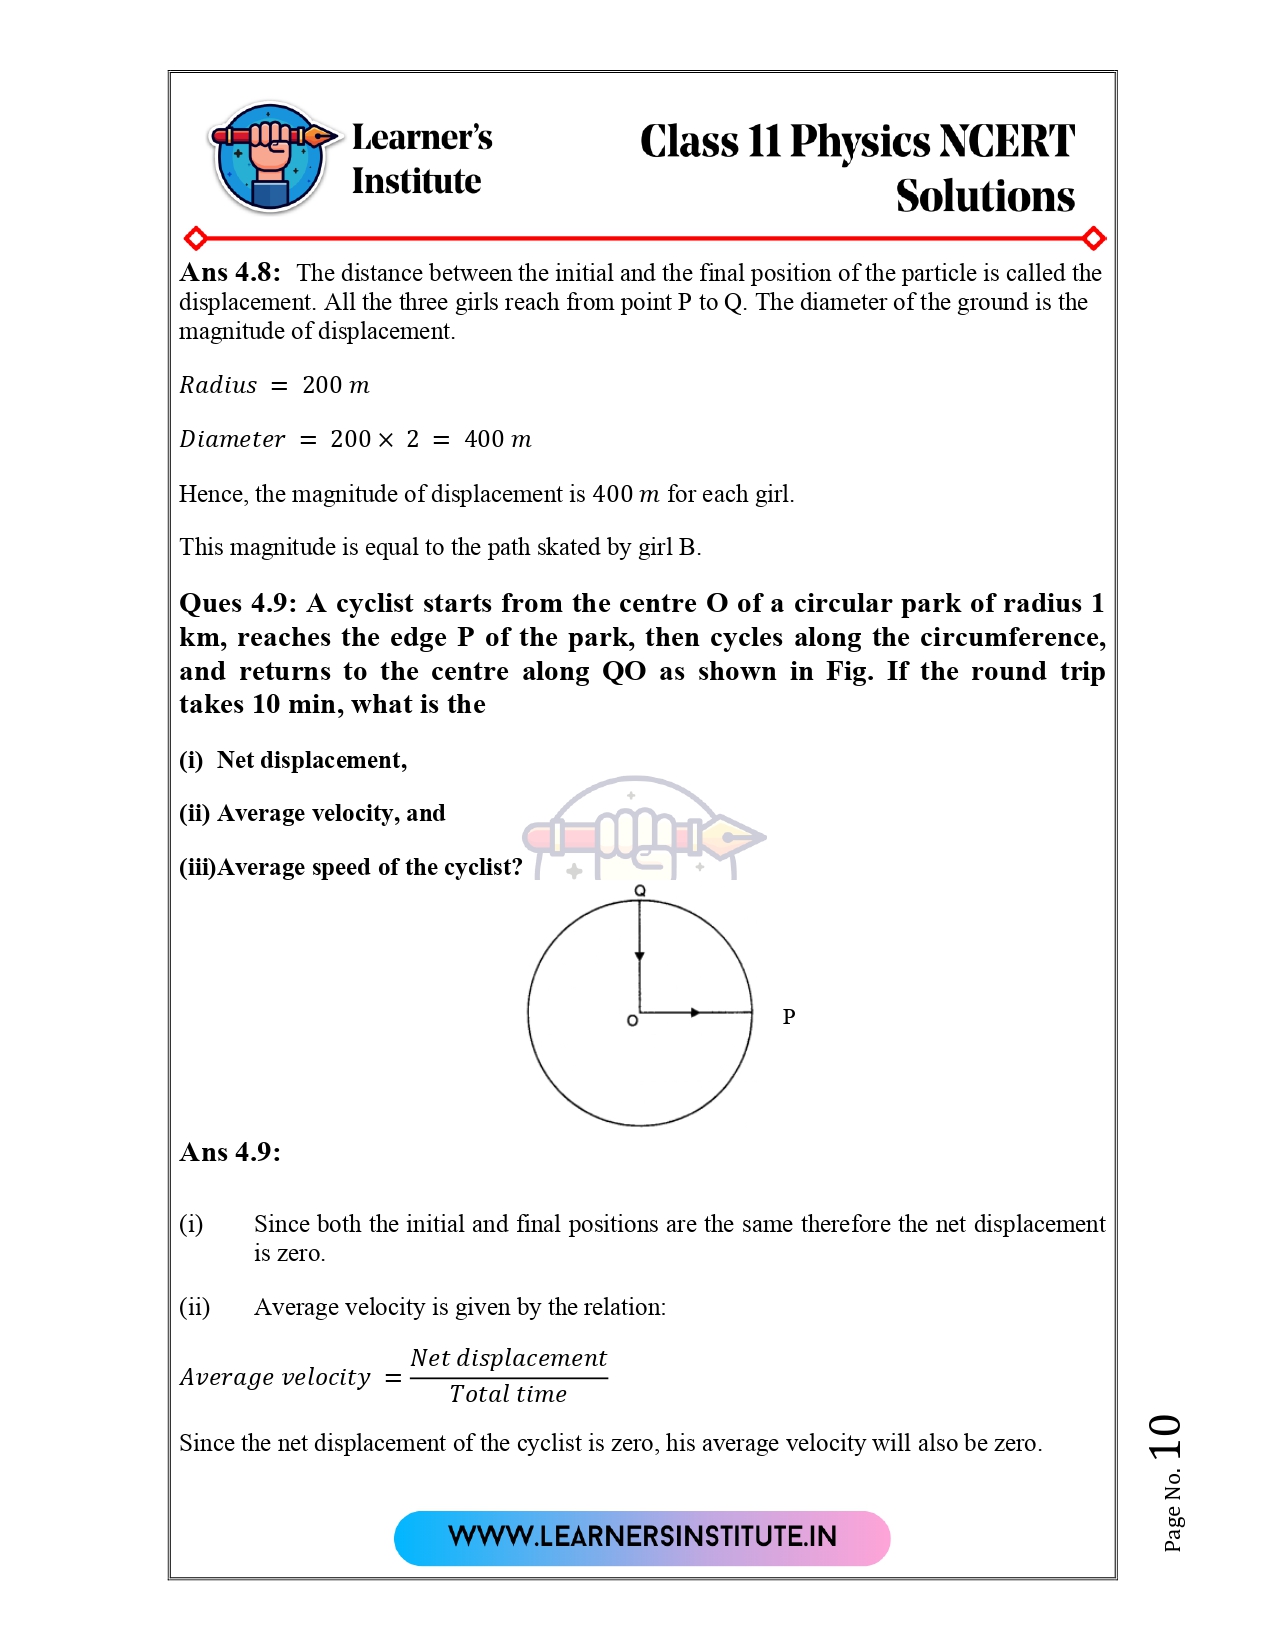 Learner's
Institute
Class 11 Physics NCERT
Solutions
Ans 4.8: The distance between the initial and the final position of the particle is called the
displacement. All the three girls reach from point P to Q. The diameter of the ground is the
magnitude of displacement.
Radius = 200 m
Diameter = 200 × 2 = 400 m
Hence, the magnitude of displacement is 400 m for each girl.
This magnitude is equal to the path skated by girl B.
Ques 4.9: A cyclist starts from the centre O of a circular park of radius 1
km, reaches the edge P of the park, then cycles along the circumference,
and returns to the centre along QO as shown in Fig. If the round trip
takes 10 min, what is the
(i) Net displacement,
(ii) Average velocity, and
(iii)Average speed of the cyclist?
Q
O
P
Ans 4.9:
(i) Since both the initial and final positions are the same therefore the net displacement
is zero.
(ii) Average velocity is given by the relation:
Average velocity = Net displacement
Total time
Since the net displacement of the cyclist is zero, his average velocity will also be zero.
WWW.LEARNERSINSTITUTE.IN
Page No. 10